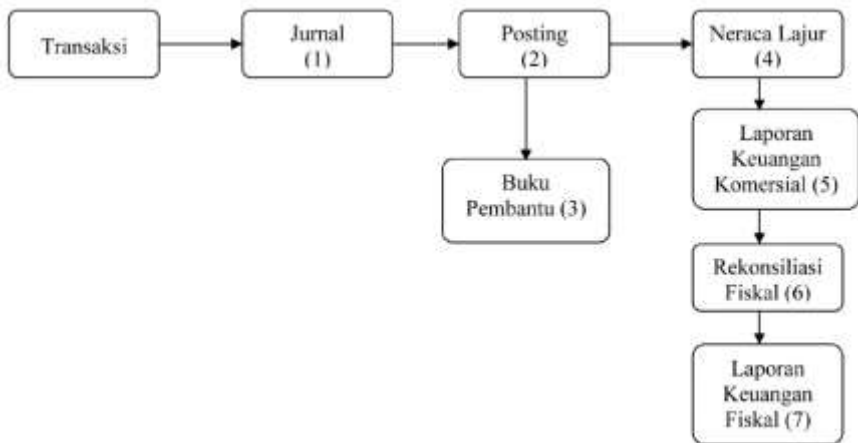 Transaksi
Jurnal
(1)
Posting
(2)
Neraca Lajur
(4)
Laporan
Keuangan
Komersial (5)
Buku
Pembantu (3)
Rekonsiliasi
Fiskal (6)
Laporan
Keuangan
Fiskal (7)